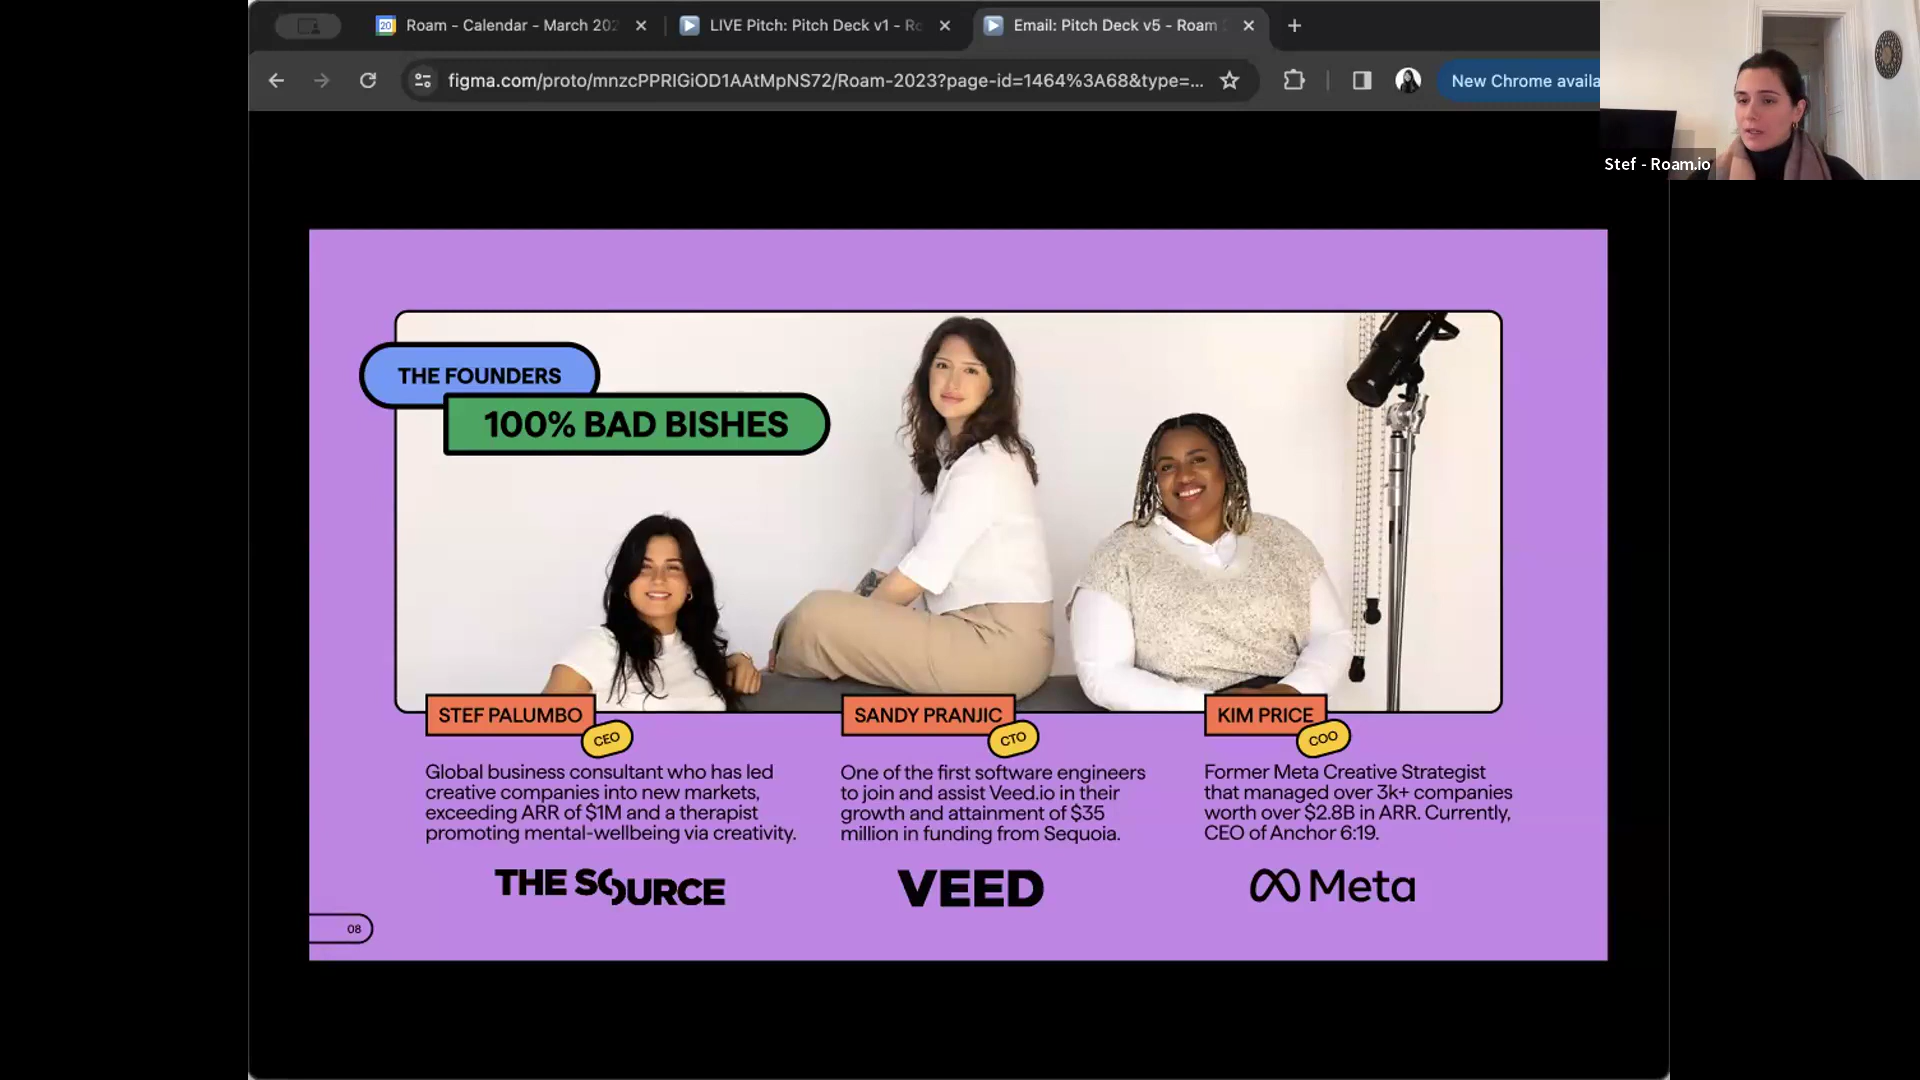 Roam - Calendar - March 202
LIVE Pitch: Pitch Deck v1 - Ro
Email: Pitch Deck v5 - Roam
figma.com/proto/mnzcPPRIGiOD1AAtMpNS72/Roam-2023?page-id=1464%3A68&type=...
New Chrome availa
Stef - Roam.io
THE FOUNDERS
100% BAD BISHES
STEF PALUMBO
CEO
Global business consultant who has led
creative companies into new markets,
exceeding ARR of $1M and a therapist
promoting mental-wellbeing via creativity.
THE SOURCE
SANDY PRANJIC
CTO
One of the first software engineers
to join and assist Veed.io in their
growth and attainment of $35
million in funding from Sequoia.
VEED
KIM PRICE
COO
Former Meta Creative Strategist
that managed over 3k+ companies
worth over $2.8B in ARR. Currently,
CEO of Anchor 6:19.
Meta
08